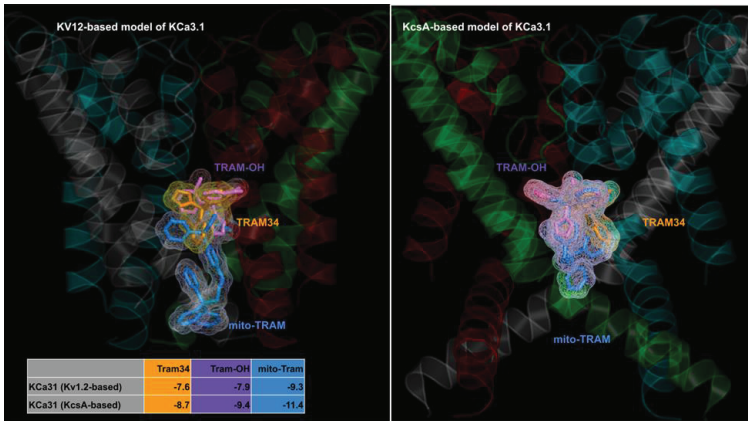 KV12-based model of KCa3.1
TRAM-OH
TRAM34
mito-TRAM
Tram34 Tram-OH mito-Tram
KCa31 (Kv1.2-based) -7.6 -7.9 -9.3
KCa31 (KcsA-based) -8.7 -9.4 -11.4
KcsA-based model of KCa3.1
TRAM-OH
TRAM34
mito-TRAM